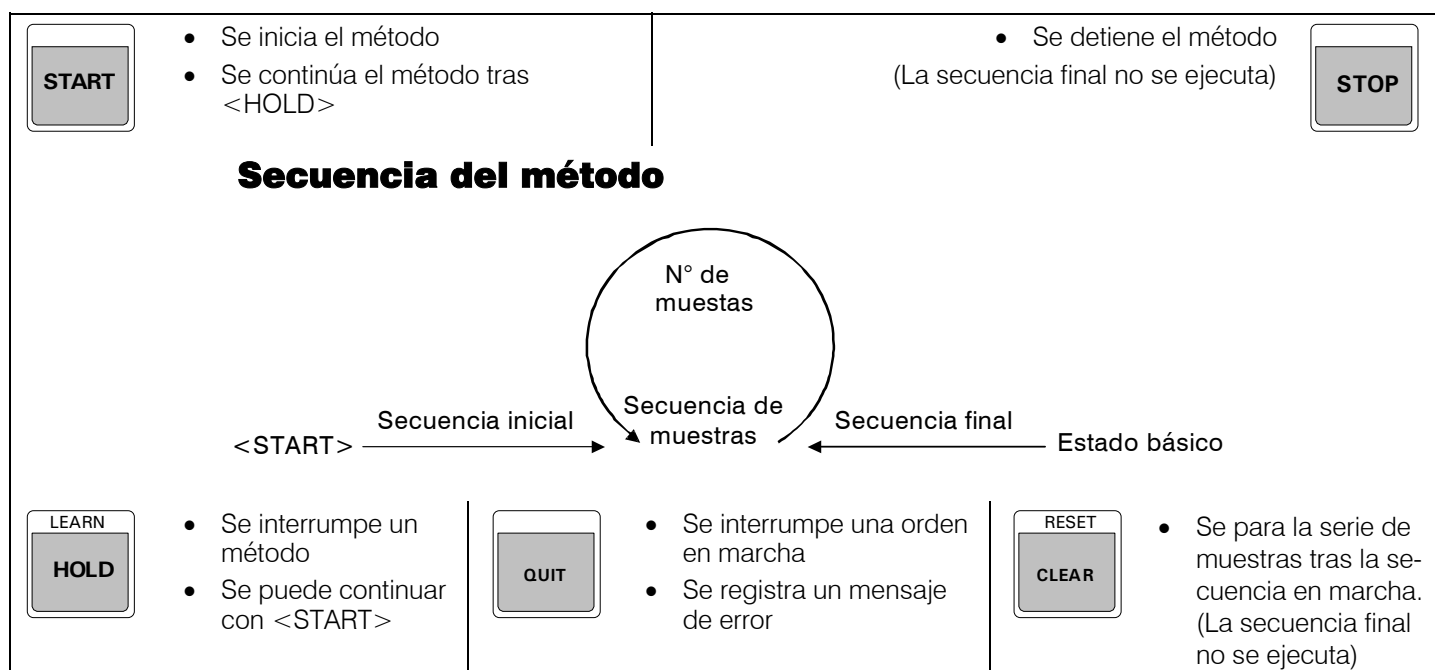 START
• Se inicia el método
• Se continúa el método tras
<HOLD>
• Se detiene el método
(La secuencia final no se ejecuta)
STOP
Secuencia del método
N° de
muestas
Secuencia de
muestras
Secuencia inicial
<START>
Secuencia final
Estado básico
LEARN
HOLD
• Se interrumpe un
método
• Se puede continuar
con <START>
QUIT
• Se interrumpe una orden
en marcha
• Se registra un mensaje
de error
RESET
CLEAR
• Se para la serie de
muestras tras la se-
cuencia en marcha.
(La secuencia final
no se ejecuta)